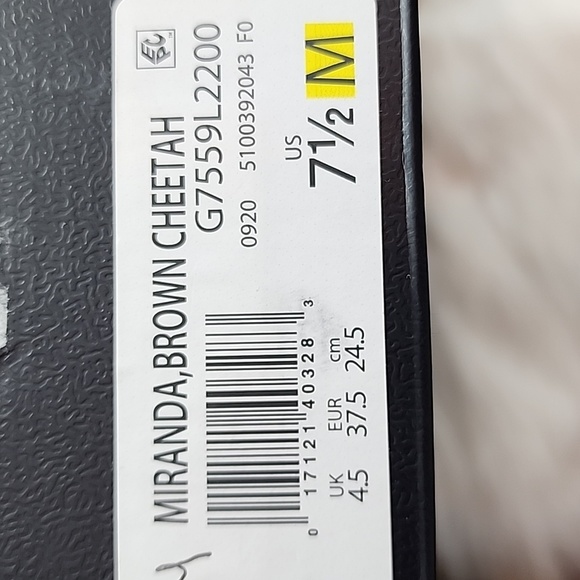 MIRANDA,BROWN CHEETAH
G7559L2200
0920 5100392043 F0
US
7½ M
0 17121 40328 3
UK EUR cm
4.5 37.5 24.5